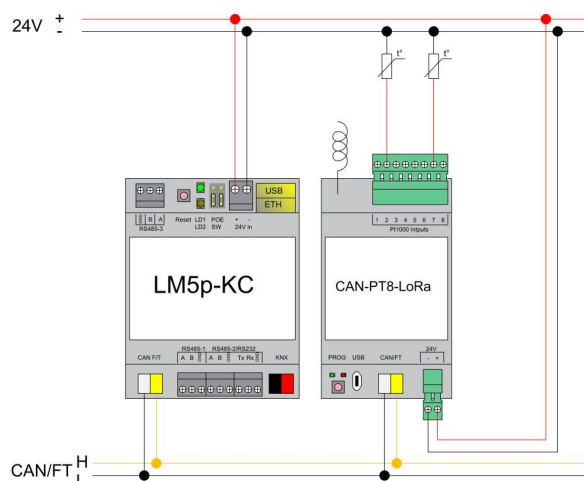 24V +
-
t°
t°
USB
ETH
GND B A
RS485-3
Reset LD1 POE + -
LD2 SW 24V in
1 2 3 4 5 6 7 8
Pt1000 Intputs
LM5p-KC
CAN-PT8-LoRa
RS485-1 RS485-2/RS232
CAN F/T A B GND A B GND Tx Rx GND KNX
24V
PROG USB CAN/FT - +
CAN/FT H
L